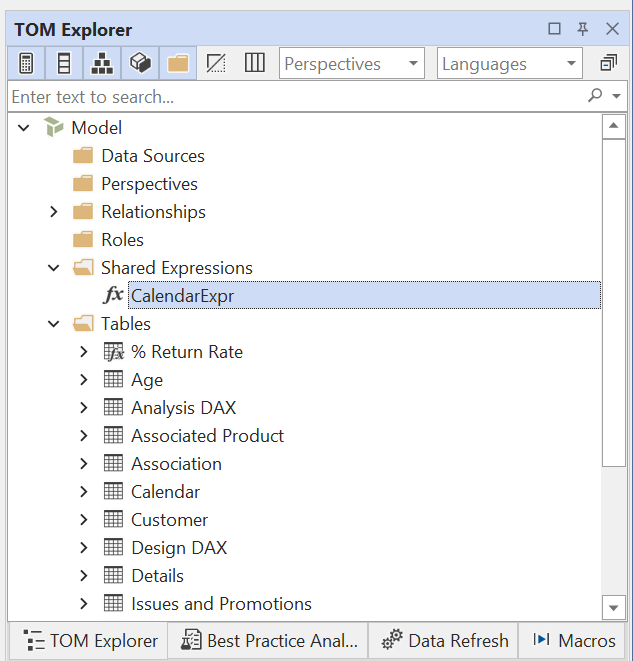 TOM Explorer
Perspectives Languages
Enter text to search...
Model
Data Sources
Perspectives
Relationships
Roles
Shared Expressions
fx CalendarExpr
Tables
fx % Return Rate
Age
Analysis DAX
Associated Product
Association
Calendar
Customer
Design DAX
Details
Issues and Promotions
TOM Explorer Best Practice Anal... Data Refresh Macros